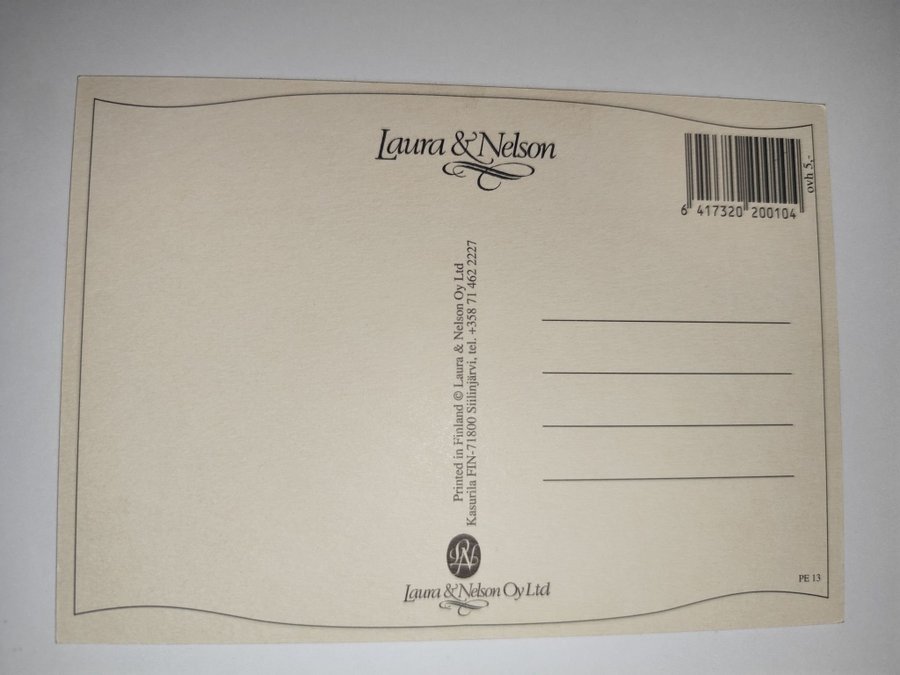 Laura & Nelson
6 417320 200104
ovh 5,-
Printed in Finland © Laura & Nelson Oy Ltd
Kasurila FIN-71800 Siilinjärvi, tel. +358 71 462 2227
LN
Laura & Nelson Oy Ltd
PE 13